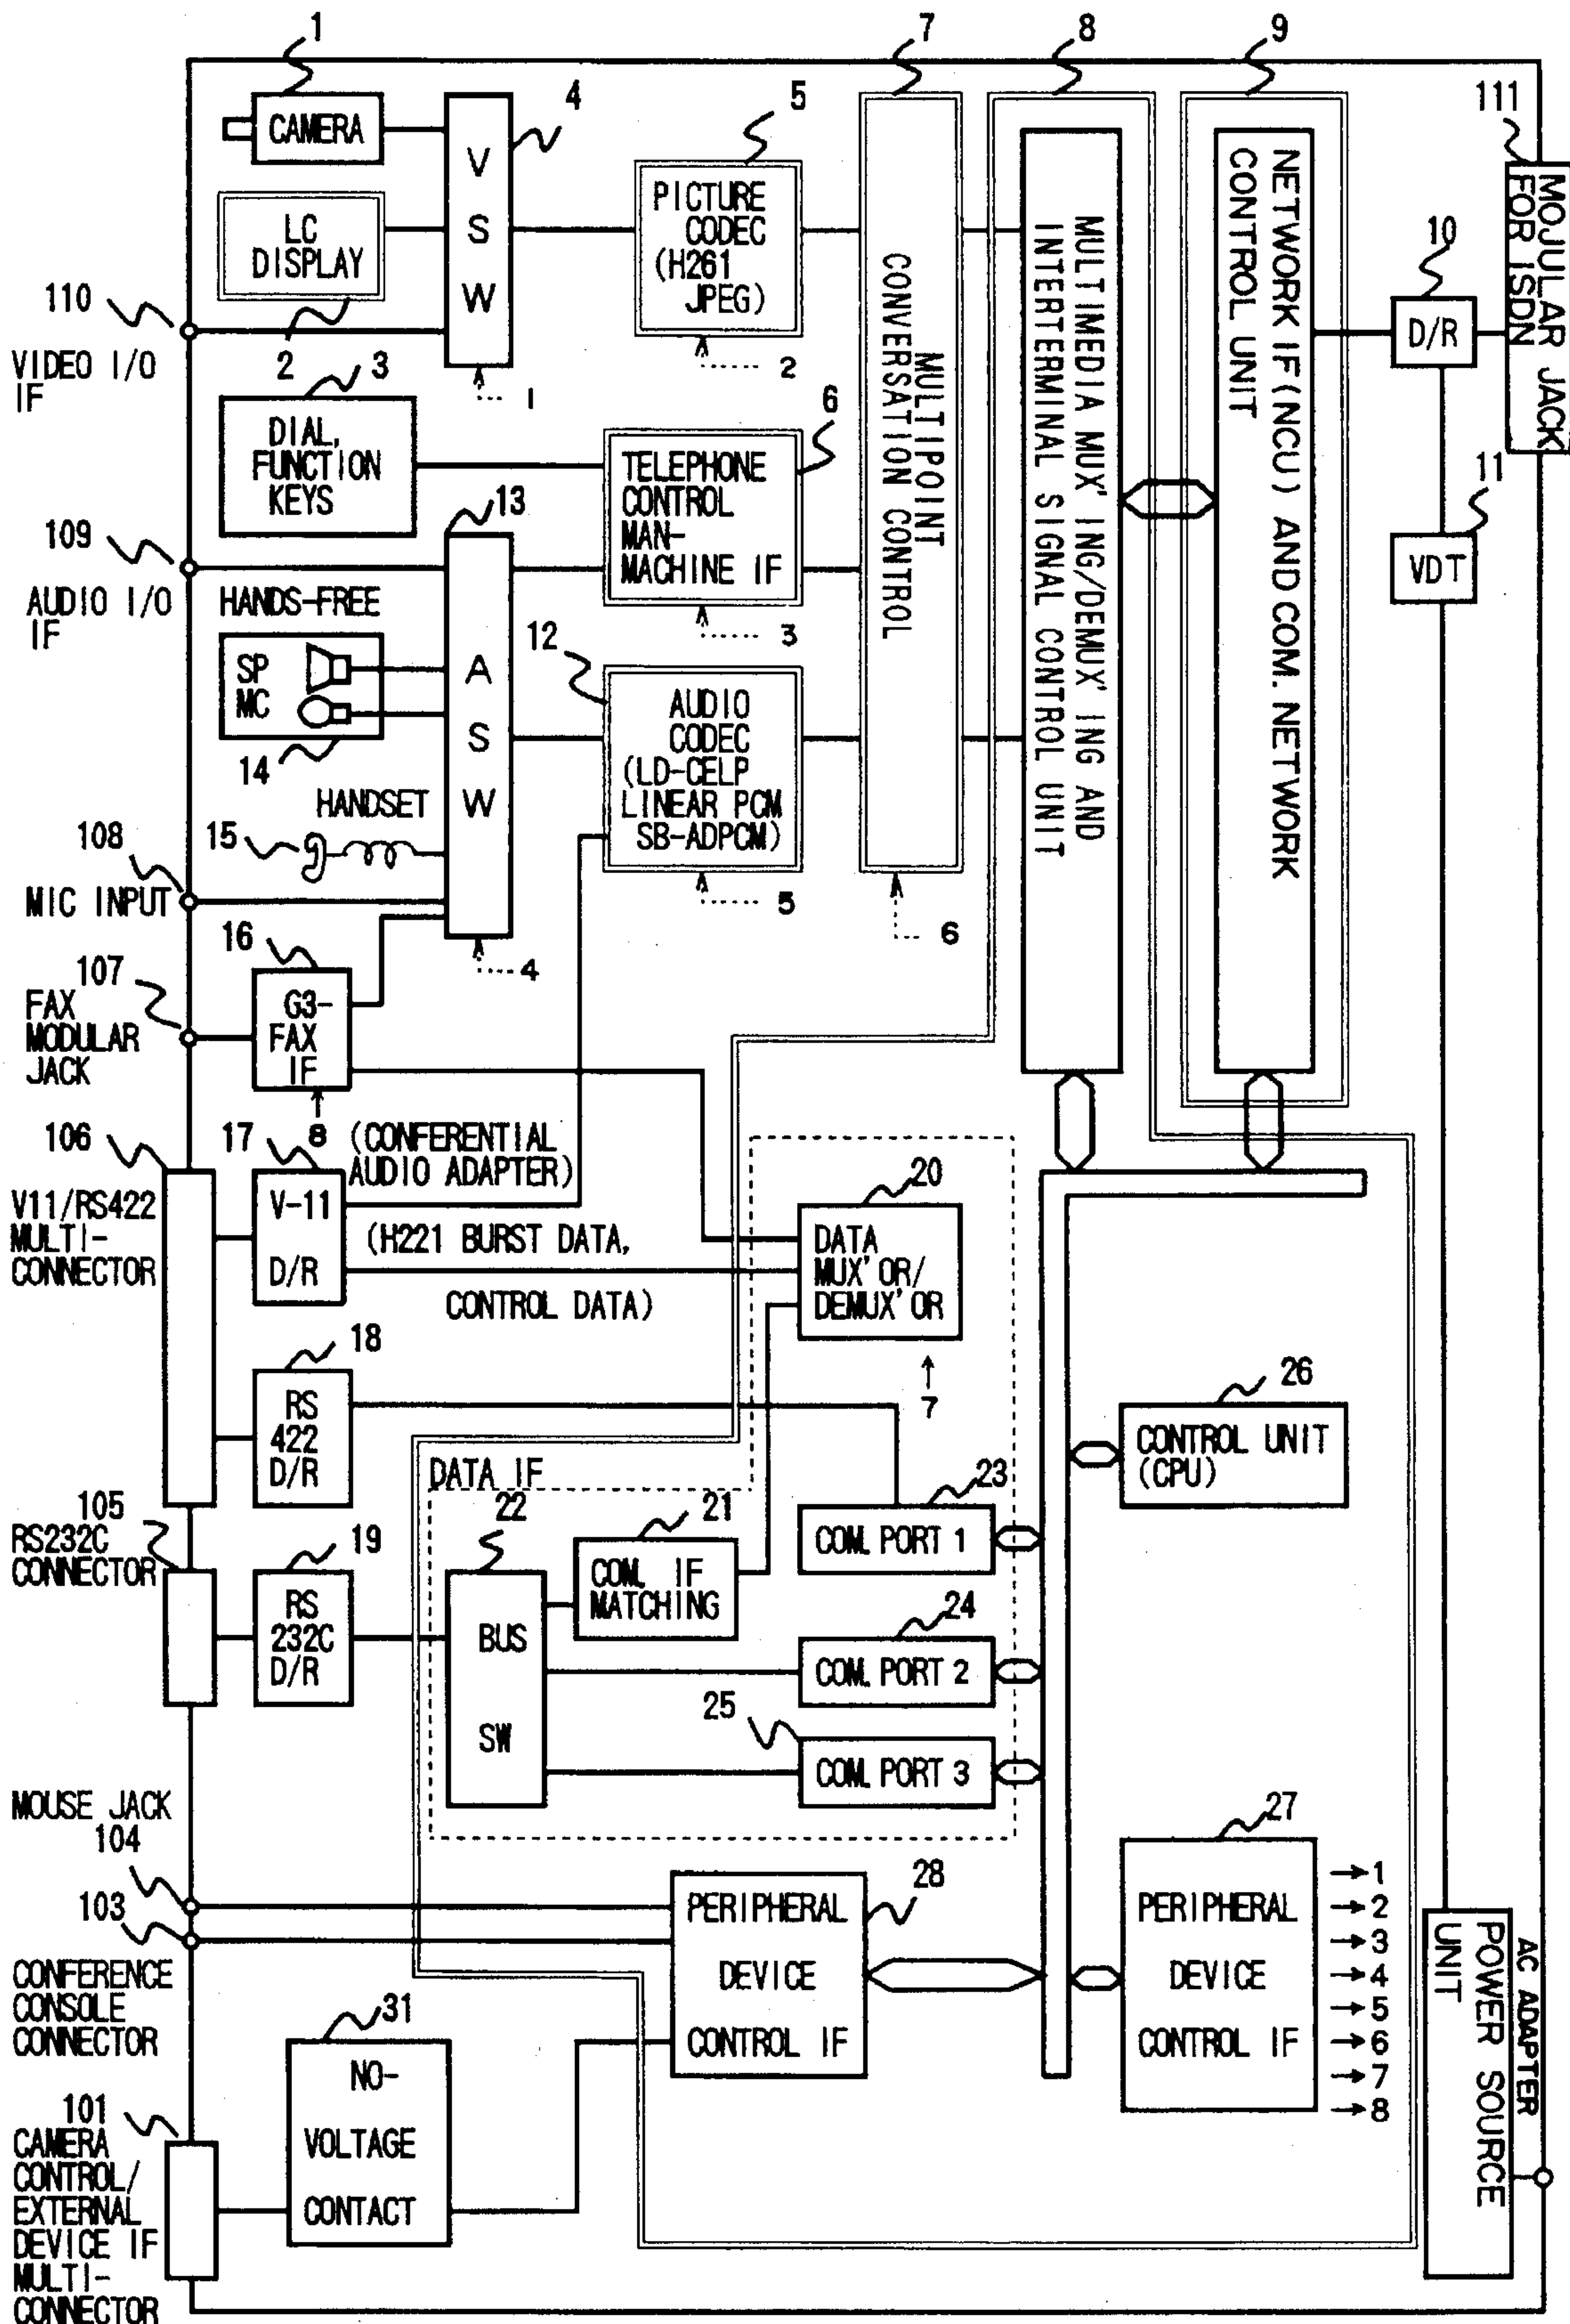 1
7
8
9
4
5
111
CAMERA
V
S
W
PICTURE
CODEC
(H261
JPEG)
LC
DISPLAY
110
VIDEO I/O
IF
2
3
1
2
6
10
D/R
MOJULAR JACK
FOR ISDN
MULTIPOINT
CONVERSATION CONTROL
MULTIMEDIA MUX' ING/DEMUX' ING AND
INTERTERMINAL SIGNAL CONTROL UNIT
NETWORK IF(NCU) AND COM. NETWORK
CONTROL UNIT
DIAL,
FUNCTION
KEYS
TELEPHONE
CONTROL
MAN-
MACHINE IF
13
11
VDT
109
AUDIO I/O
IF
HANDS-FREE
3
12
SP
MC
A
S
W
AUDIO
CODEC
(LD-CELP
LINEAR PCM
SB-ADPCM)
14
HANDSET
15
108
MIC INPUT
5
6
4
16
107
FAX
MODULAR
JACK
G3-
FAX
IF
8
106
17
(CONFERENTIAL
AUDIO ADAPTER)
20
V11/RS422
MULTI-
CONNECTOR
V-11
D/R
(H221 BURST DATA,
CONTROL DATA)
DATA
MUX'OR/
DEMUX'OR
7
18
RS
422
D/R
26
CONTROL UNIT
(CPU)
DATA IF
105
RS232C
CONNECTOR
19
22
21
23
COM. PORT 1
RS
232C
D/R
BUS
SW
COM. IF
MATCHING
24
COM. PORT 2
25
COM. PORT 3
MOUSE JACK
104
103
28
27
PERIPHERAL
DEVICE
CONTROL IF
PERIPHERAL
DEVICE
CONTROL IF
1
2
3
4
5
6
7
8
POWER SOURCE
UNIT
AC ADAPTER
CONFERENCE
CONSOLE
CONNECTOR
31
NO-
VOLTAGE
CONTACT
101
CAMERA
CONTROL/
EXTERNAL
DEVICE IF
MULTI-
CONNECTOR